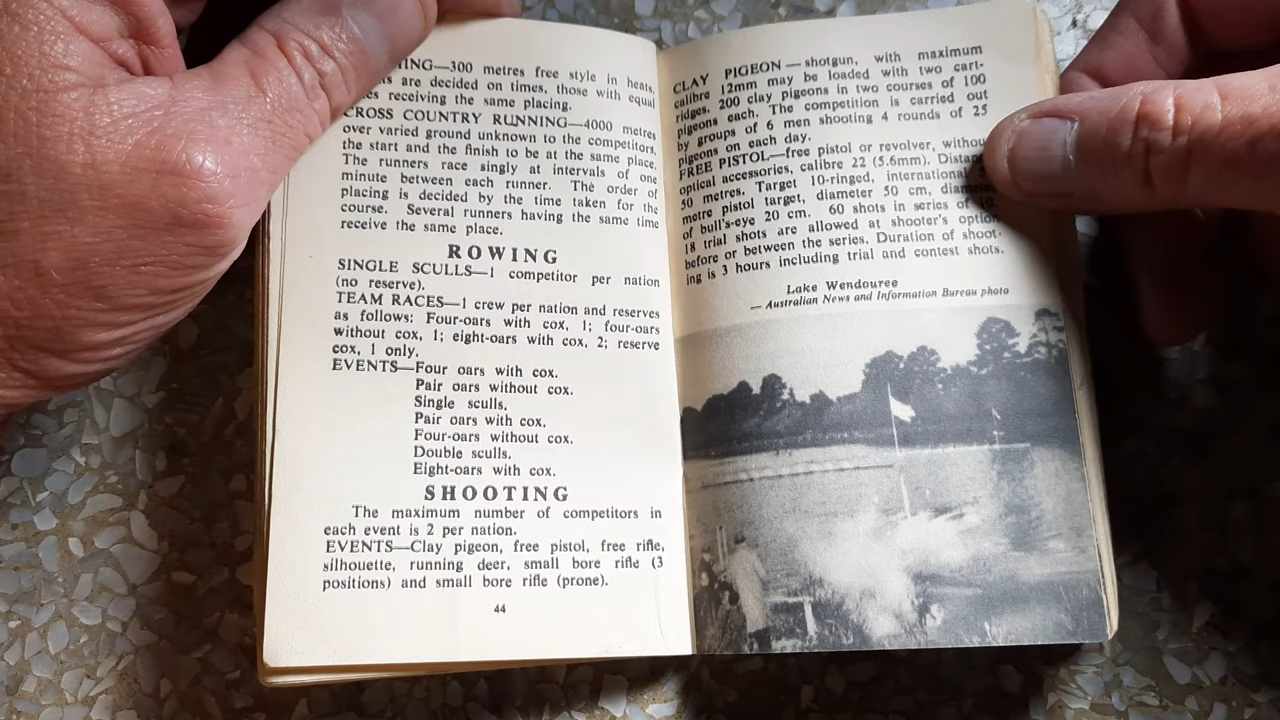 ING—300 metres free style in heats.
are decided on times, those with equal
receiving the same placing.
CROSS COUNTRY RUNNING—4000 metres
over varied ground unknown to the competitors,
the start and the finish to be at the same place.
The runners race singly at intervals of one
minute between each runner. The order of
placing is decided by the time taken for the
course. Several runners having the same time
receive the same place.
ROWING
SINGLE SCULLS—1 competitor per nation
(no reserve).
TEAM RACES—1 crew per nation and reserves
as follows: Four-oars with cox, 1; four-oars
without cox, 1; eight-oars with cox, 2; reserve
cox, 1 only.
EVENTS—Four oars with cox.
Pair oars without cox.
Single sculls.
Pair oars with cox.
Four-oars without cox.
Double sculls.
Eight-oars with cox.
SHOOTING
The maximum number of competitors in
each event is 2 per nation.
EVENTS—Clay pigeon, free pistol, free rifle,
silhouette, running deer, small bore rifle (3
positions) and small bore rifle (prone).
44
CLAY PIGEON — shotgun, with maximum
calibre 12mm may be loaded with two cart-
ridges. 200 clay pigeons in two courses of 100
pigeons each. The competition is carried out
by groups of 6 men shooting 4 rounds of 25
pigeons on each day.
FREE PISTOL—free pistol or revolver, withou
optical accessories, calibre 22 (5.6mm). Distan
50 metres. Target 10-ringed, international
metre pistol target, diameter 50 cm, diame
of bull's-eye 20 cm. 60 shots in series of 10.
18 trial shots are allowed at shooter's option
before or between the series. Duration of shoot-
ing is 3 hours including trial and contest shots.
Lake Wendouree
— Australian News and Information Bureau photo